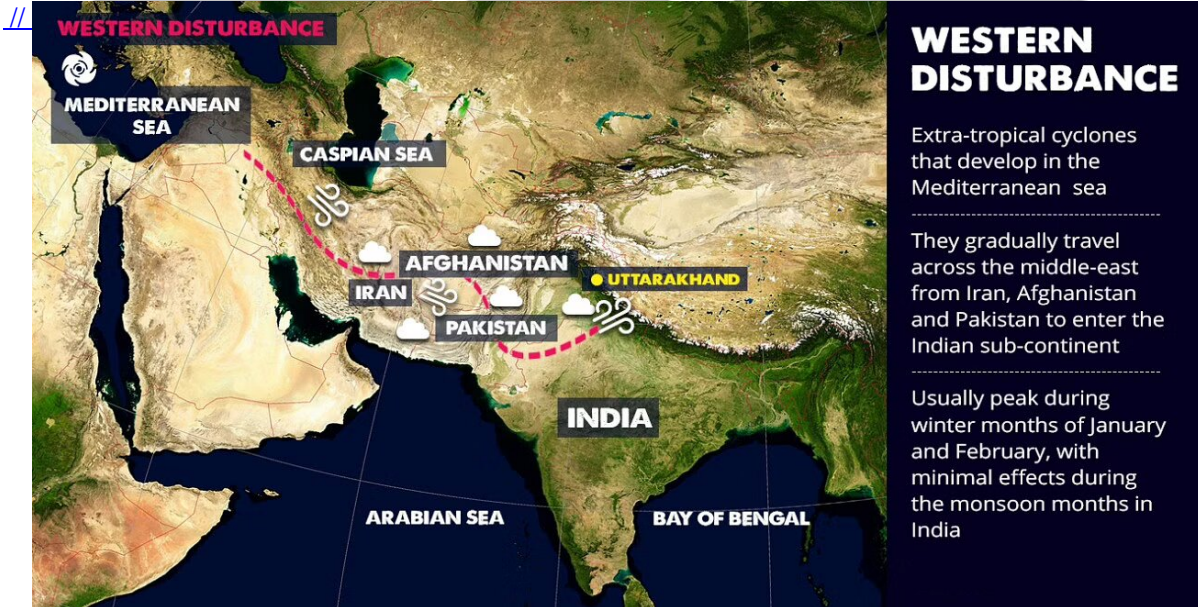 //
WESTERN DISTURBANCE
MEDITERRANEAN
SEA
CASPIAN SEA
AFGHANISTAN
IRAN
UTTARAKHAND
PAKISTAN
INDIA
ARABIAN SEA
BAY OF BENGAL
WESTERN
DISTURBANCE
Extra-tropical cyclones
that develop in the
Mediterranean sea
They gradually travel
across the middle-east
from Iran, Afghanistan
and Pakistan to enter the
Indian sub-continent
Usually peak during
winter months of January
and February, with
minimal effects during
the monsoon months in
India